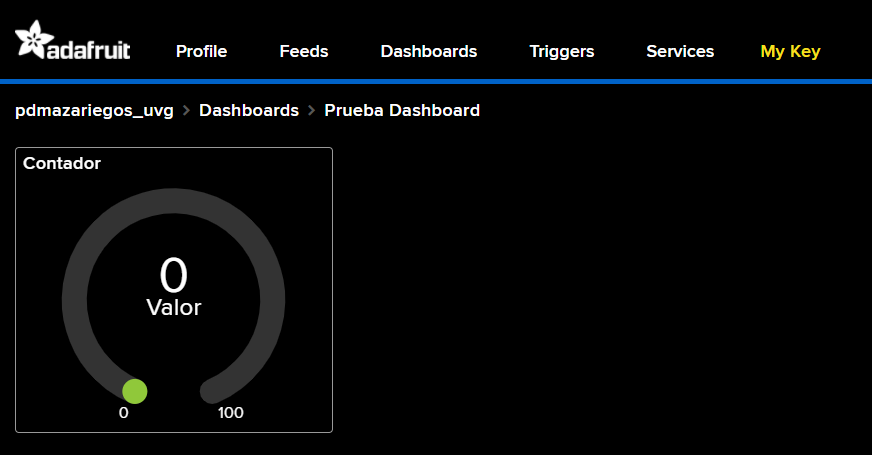 adafruit Profile Feeds Dashboards Triggers Services My Key
pdmazariegos_uvg > Dashboards > Prueba Dashboard
Contador
0
Valor
0 100